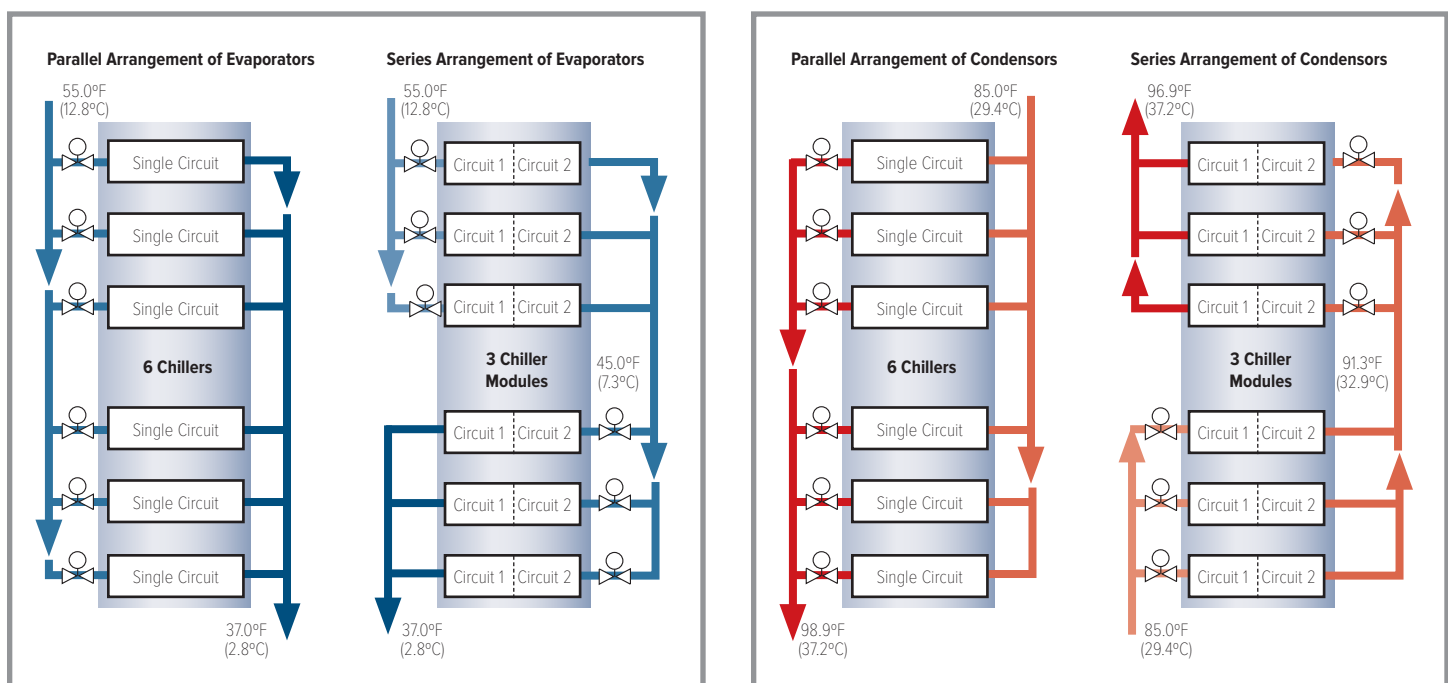 Parallel Arrangement of Evaporators
55.0ºF
(12.8ºC)
Single Circuit
Single Circuit
Single Circuit
6 Chillers
Single Circuit
Single Circuit
Single Circuit
37.0ºF
(2.8ºC)
Series Arrangement of Evaporators
55.0ºF
(12.8ºC)
Circuit 1 Circuit 2
Circuit 1 Circuit 2
Circuit 1 Circuit 2
3 Chiller
Modules
45.0ºF
(7.3ºC)
Circuit 1 Circuit 2
Circuit 1 Circuit 2
Circuit 1 Circuit 2
37.0ºF
(2.8ºC)
Parallel Arrangement of Condensors
85.0ºF
(29.4ºC)
Single Circuit
Single Circuit
Single Circuit
6 Chillers
Single Circuit
Single Circuit
Single Circuit
98.9ºF
(37.2ºC)
Series Arrangement of Condensors
96.9ºF
(37.2ºC)
Circuit 1 Circuit 2
Circuit 1 Circuit 2
Circuit 1 Circuit 2
3 Chiller
Modules
91.3ºF
(32.9ºC)
Circuit 1 Circuit 2
Circuit 1 Circuit 2
Circuit 1 Circuit 2
85.0ºF
(29.4ºC)